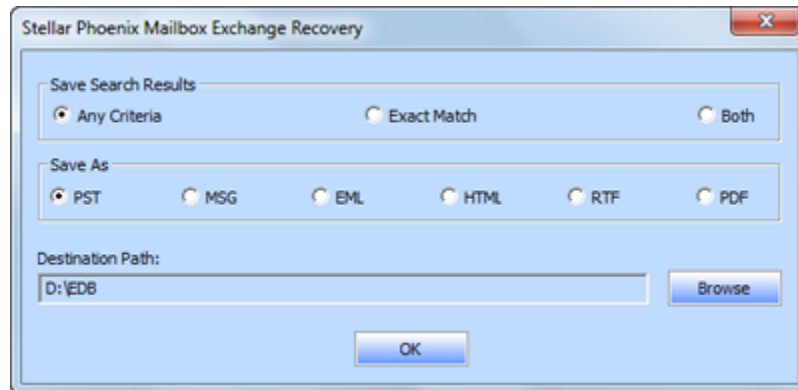 Stellar Phoenix Mailbox Exchange Recovery
Save Search Results
Any Criteria Exact Match Both
Save As
PST MSG EML HTML RTF PDF
Destination Path:
D:\EDB Browse
OK